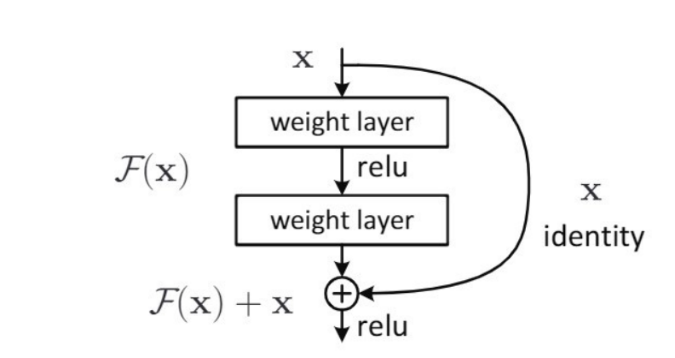 x
weight layer
relu
ℱ(x)
weight layer
x
identity
ℱ(x) + x
+
relu